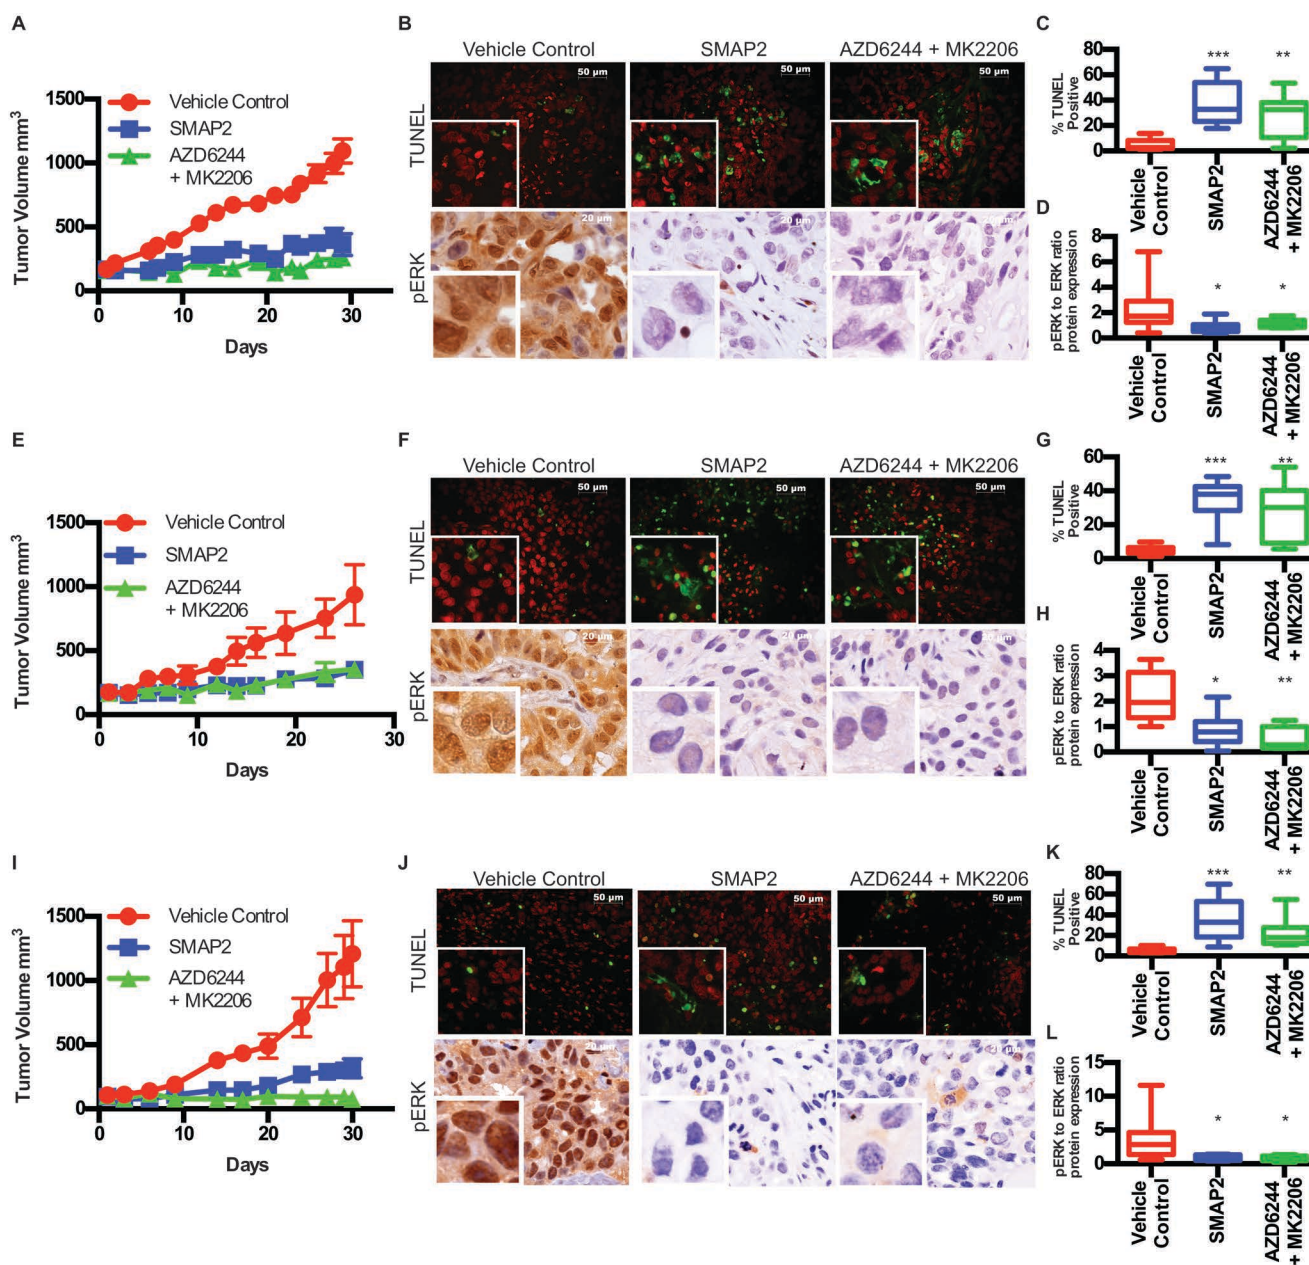 A
1500
1000
500
0
Tumor Volume mm³
0
10
20
30
Days
Vehicle Control
SMAP2
AZD6244
+ MK2206
B
Vehicle Control
SMAP2
AZD6244 + MK2206
TUNEL
50 µm
50 µm
50 µm
pERK
20 µm
C
% TUNEL
Positive
80
60
40
20
0
*** **
Vehicle
Control
SMAP2
AZD6244
+ MK2206
D
pERK to ERK ratio
protein expression
8
6
4
2
0
* *
Vehicle
Control
SMAP2
AZD6244
+ MK2206
E
1500
1000
500
0
Tumor Volume mm³
0
10
20
30
Days
Vehicle Control
SMAP2
AZD6244
+ MK2206
F
Vehicle Control
SMAP2
AZD6244 + MK2206
TUNEL
50 µm
50 µm
50 µm
pERK
20 µm
G
% TUNEL
Positive
60
40
20
0
*** **
H
pERK to ERK ratio
protein expression
4
3
2
1
0
* **
Vehicle
Control
SMAP2
AZD6244
+ MK2206
Vehicle
Control
SMAP2
AZD6244
+ MK2206
I
1500
1000
500
0
Tumor Volume mm³
0
10
20
30
Days
Vehicle Control
SMAP2
AZD6244
+ MK2206
J
Vehicle Control
SMAP2
AZD6244 + MK2206
TUNEL
50 µm
50 µm
50 µm
pERK
20 µm
K
% TUNEL
Positive
80
60
40
20
0
*** **
Vehicle
Control
SMAP2
AZD6244
+ MK2206
L
pERK to ERK ratio
protein expression
15
10
5
0
* *
Vehicle
Control
SMAP2
AZD6244
+ MK2206